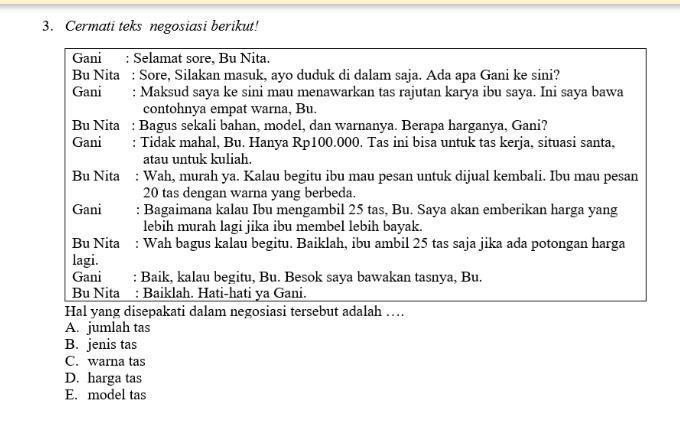 3. Cermati teks negosiasi berikut!
Gani : Selamat sore, Bu Nita.
Bu Nita : Sore, Silakan masuk, ayo duduk di dalam saja. Ada apa Gani ke sini?
Gani : Maksud saya ke sini mau menawarkan tas rajutan karya ibu saya. Ini saya bawa
contohnya empat warna, Bu.
Bu Nita : Bagus sekali bahan, model, dan warnanya. Berapa harganya, Gani?
Gani : Tidak mahal, Bu. Hanya Rp100.000. Tas ini bisa untuk tas kerja, situasi santa,
atau untuk kuliah.
Bu Nita : Wah, murah ya. Kalau begitu ibu mau pesan untuk dijual kembali. Ibu mau pesan
20 tas dengan warna yang berbeda.
Gani : Bagaimana kalau Ibu mengambil 25 tas, Bu. Saya akan emberikan harga yang
lebih murah lagi jika ibu membel lebih bayak.
Bu Nita : Wah bagus kalau begitu. Baiklah, ibu ambil 25 tas saja jika ada potongan harga
lagi.
Gani : Baik, kalau begitu, Bu. Besok saya bawakan tasnya, Bu.
Bu Nita : Baiklah. Hati-hati ya Gani.
Hal yang disepakati dalam negosiasi tersebut adalah ….
A. jumlah tas
B. jenis tas
C. warna tas
D. harga tas
E. model tas